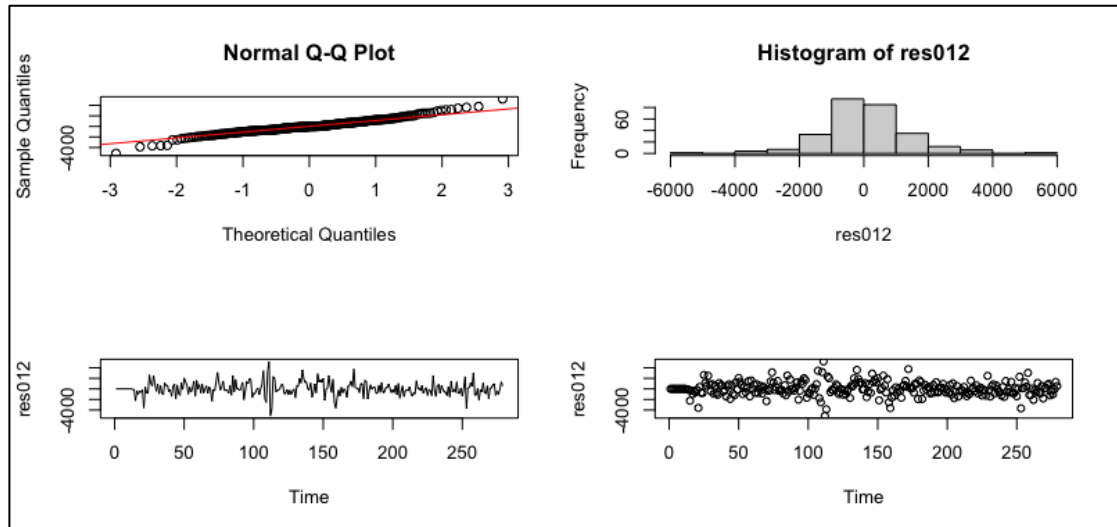 Normal Q-Q Plot
Sample Quantiles
-4000
-3 -2 -1 0 1 2 3
Theoretical Quantiles
Histogram of res012
Frequency
0 60
-6000 -4000 -2000 0 2000 4000 6000
res012
res012
-4000
0 50 100 150 200 250
Time
res012
-4000
0 50 100 150 200 250
Time